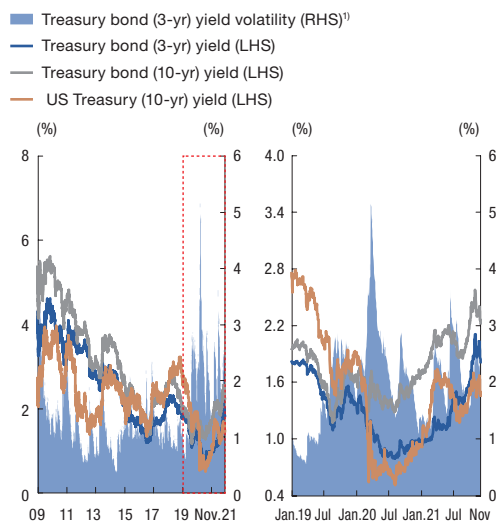 Treasury bond (3-yr) yield volatility (RHS)1)
Treasury bond (3-yr) yield (LHS)
Treasury bond (10-yr) yield (LHS)
US Treasury (10-yr) yield (LHS)
(%) (%) (%) (%)
8 6 4.0 6
5 3.4 5
6
4 2.8 4
4 3 2.2 3
2 1.6 2
2
1 1.0 1
0 0 0.4 0
09 11 13 15 17 19 Nov.21 Jan.19 Jul Jan.20 Jul Jan.21 Jul Nov